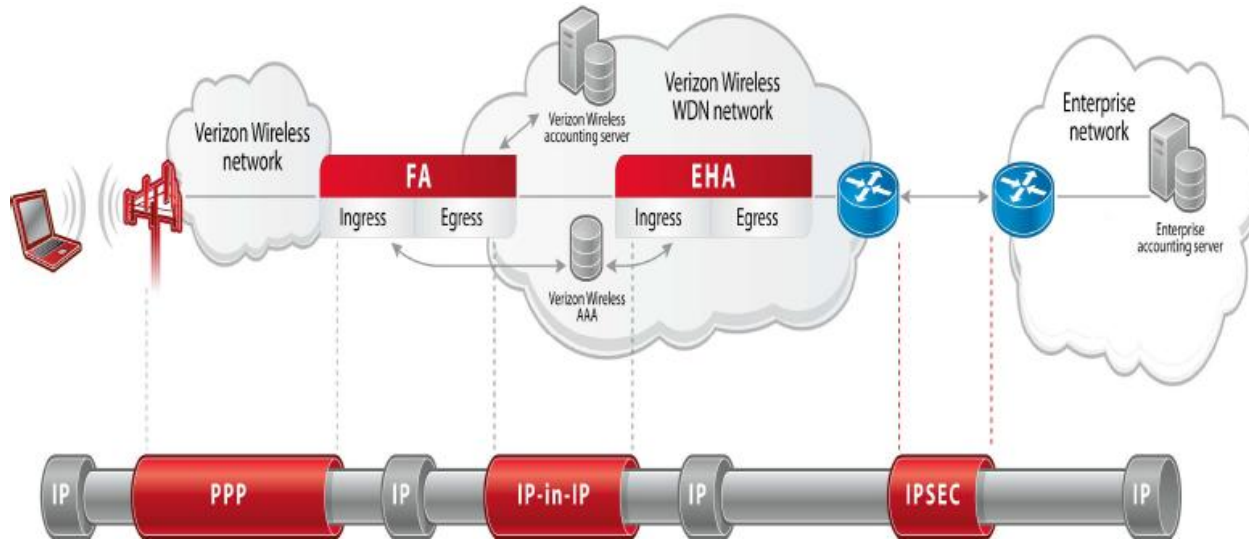 Verizon Wireless
network
Verizon Wireless
accounting server
Verizon Wireless
WDN network
Enterprise
network
Enterprise
accounting server
FA
Ingress
Egress
EHA
Ingress
Egress
Verizon Wireless
AAA
IP
PPP
IP
IP-in-IP
IP
IPSEC
IP